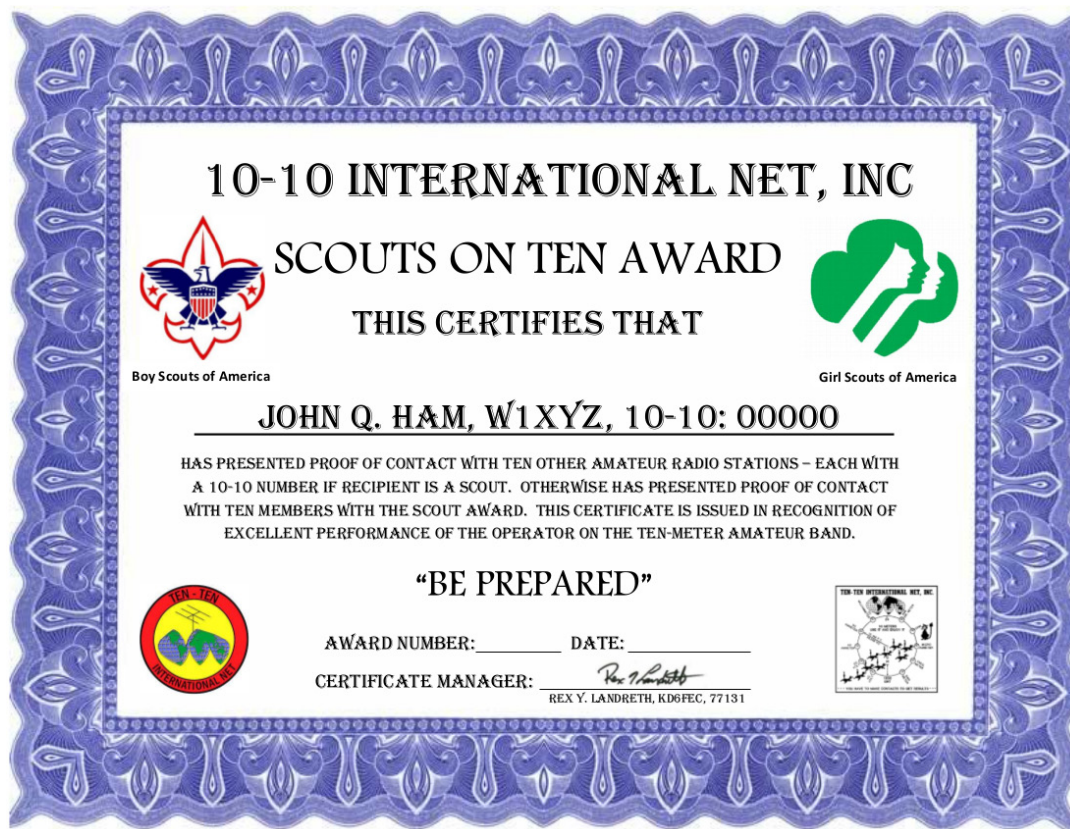 10-10 INTERNATIONAL NET, INC
SCOUTS ON TEN AWARD
THIS CERTIFIES THAT
Boy Scouts of America
Girl Scouts of America
JOHN Q. HAM, W1XYZ, 10-10: 00000
HAS PRESENTED PROOF OF CONTACT WITH TEN OTHER AMATEUR RADIO STATIONS – EACH WITH
A 10-10 NUMBER IF RECIPIENT IS A SCOUT. OTHERWISE HAS PRESENTED PROOF OF CONTACT
WITH TEN MEMBERS WITH THE SCOUT AWARD. THIS CERTIFICATE IS ISSUED IN RECOGNITION OF
EXCELLENT PERFORMANCE OF THE OPERATOR ON THE TEN-METER AMATEUR BAND.
“BE PREPARED”
TEN - TEN
INTERNATIONAL NET
TEN-TEN INTERNATIONAL NET, INC.
AWARD NUMBER: DATE:
CERTIFICATE MANAGER:
REX Y. LANDRETH, KD6FEC, 77131